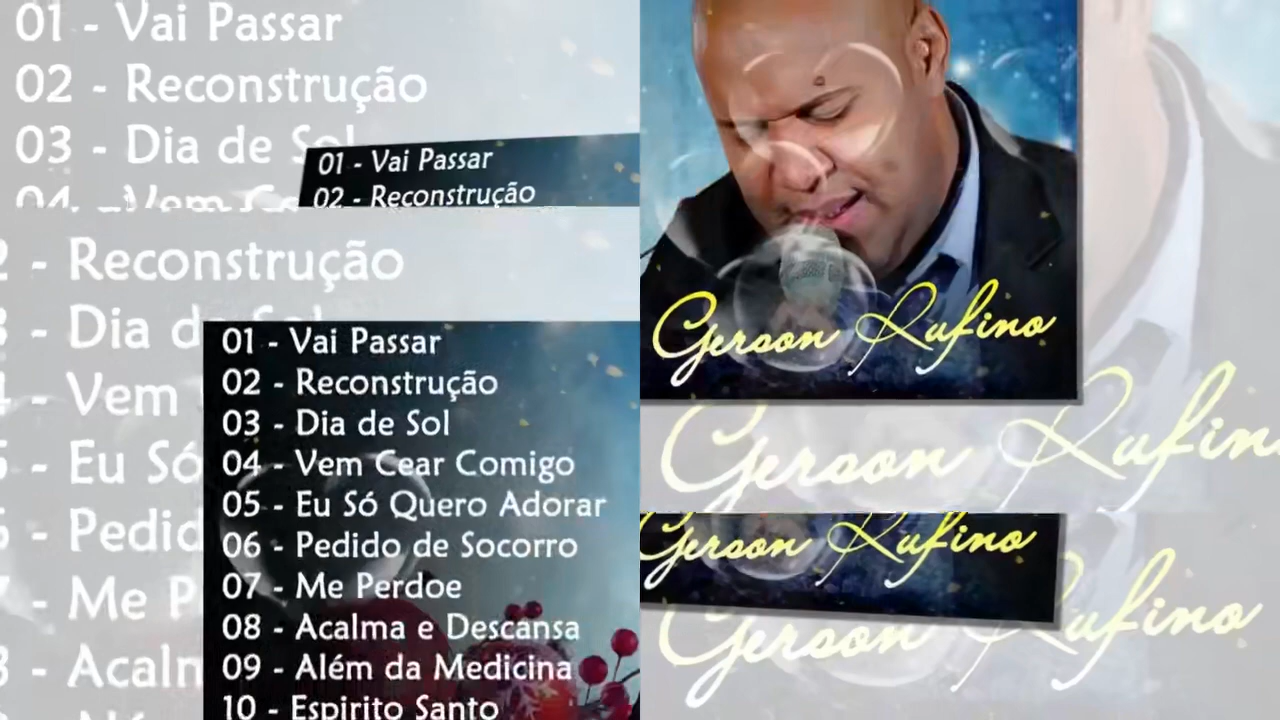 01 - Vai Passar
02 - Reconstrução
03 - Dia de Sol
01 - Vai Passar
02 - Reconstrução
- Reconstrução
- Dia
- Vem
- Eu Só
- Me
01 - Vai Passar
02 - Reconstrução
03 - Dia de Sol
04 - Vem Cear Comigo
05 - Eu Só Quero Adorar
06 - Pedido de Socorro
07 - Me Perdoe
08 - Acalma e Descansa
09 - Além da Medicina
10 - Espirito Santo
Gerson Rufino
Gerson
Gerson Rufino
Gerson